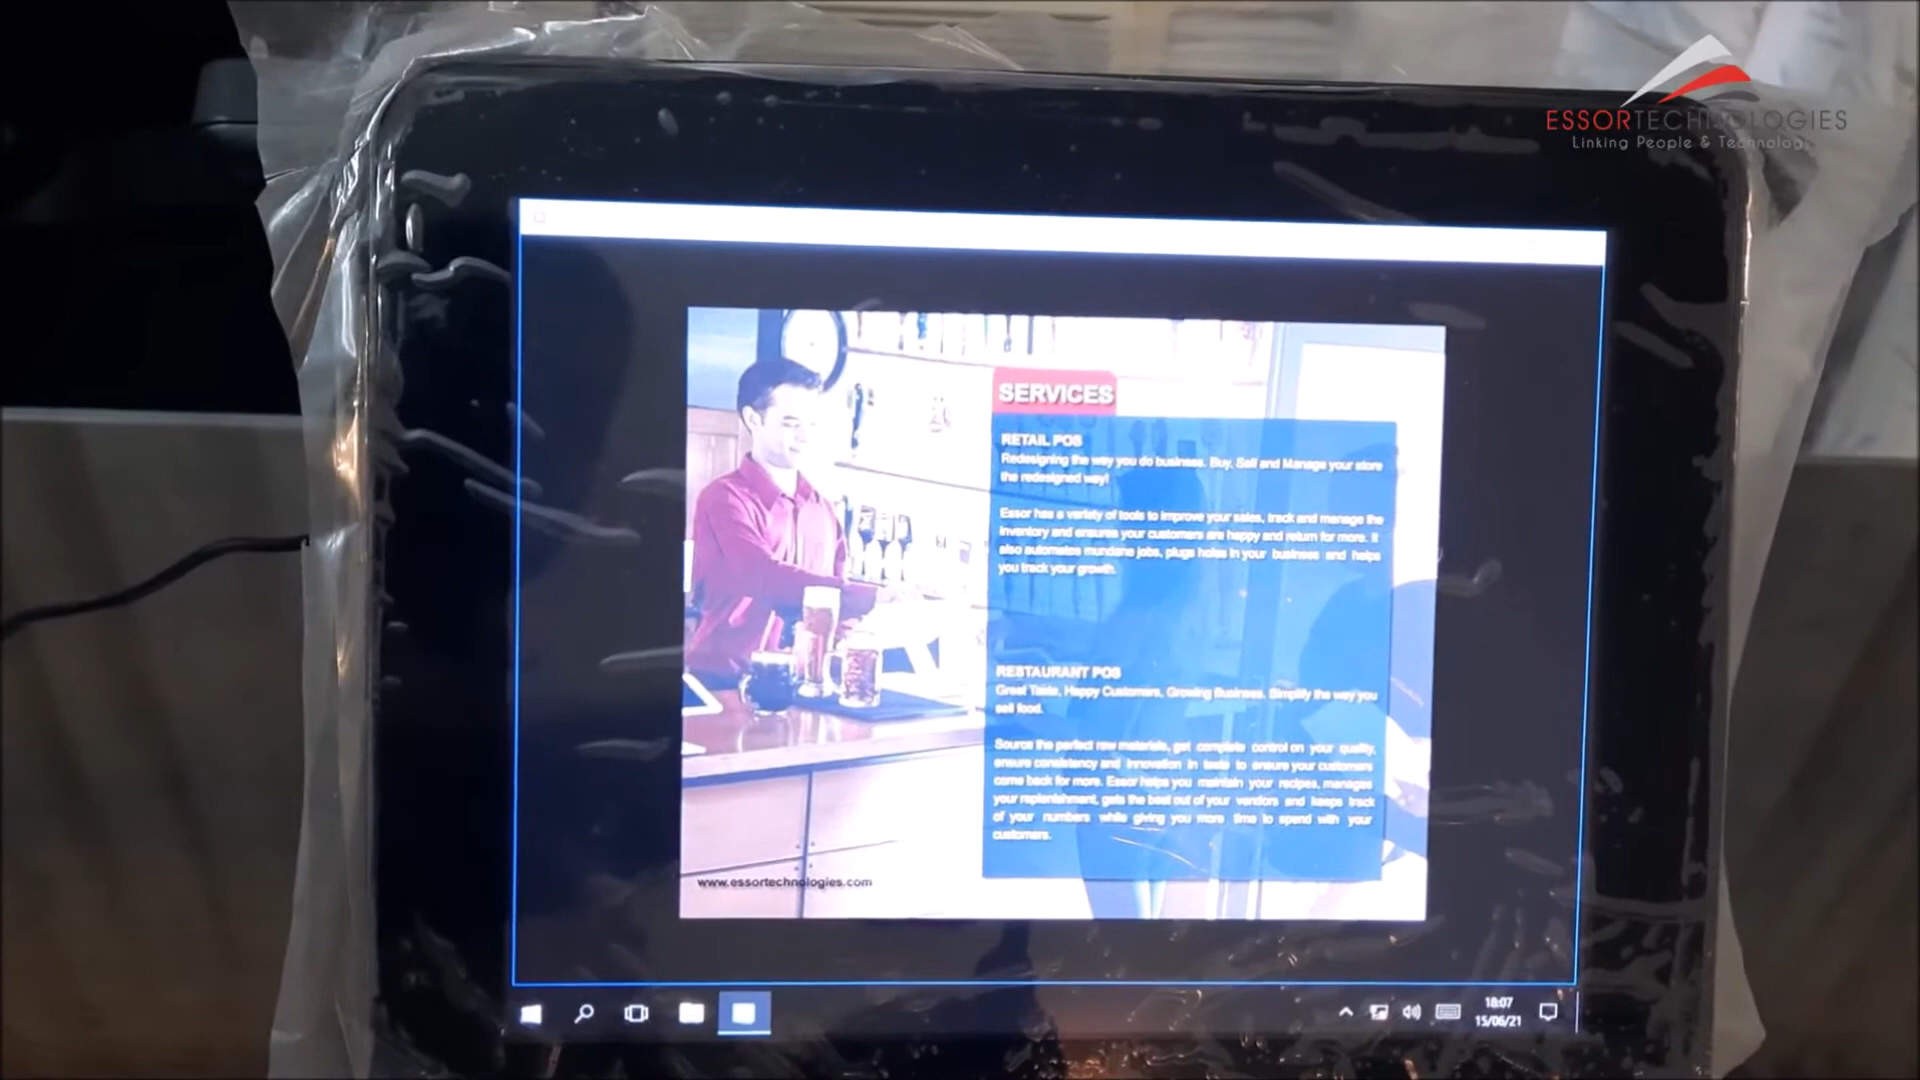 ESSORTECHNOLOGIES
Linking People & Technology
SERVICES
RETAIL POS
Redesigning the way you do business. Buy, Sell and Manage your store
the redesigned way!
Essor has a variety of tools to improve your sales, track and manage the
inventory and ensures your customers are happy and return for more. It
also automates mundane jobs, plugs holes in your business and helps
you track your growth.
RESTAURANT POS
Great Taste, Happy Customers, Growing Business. Simplify the way you
sell food.
Source the perfect raw materials, get complete control on your quality,
ensure consistency and innovation in taste to ensure your customers
come back for more. Essor helps you maintain your recipes, manages
your replenishment, gets the best out of your vendors and keeps track
of your numbers while giving you more time to spend with your
customers.
www.essortechnologies.com
18:07
15/06/21